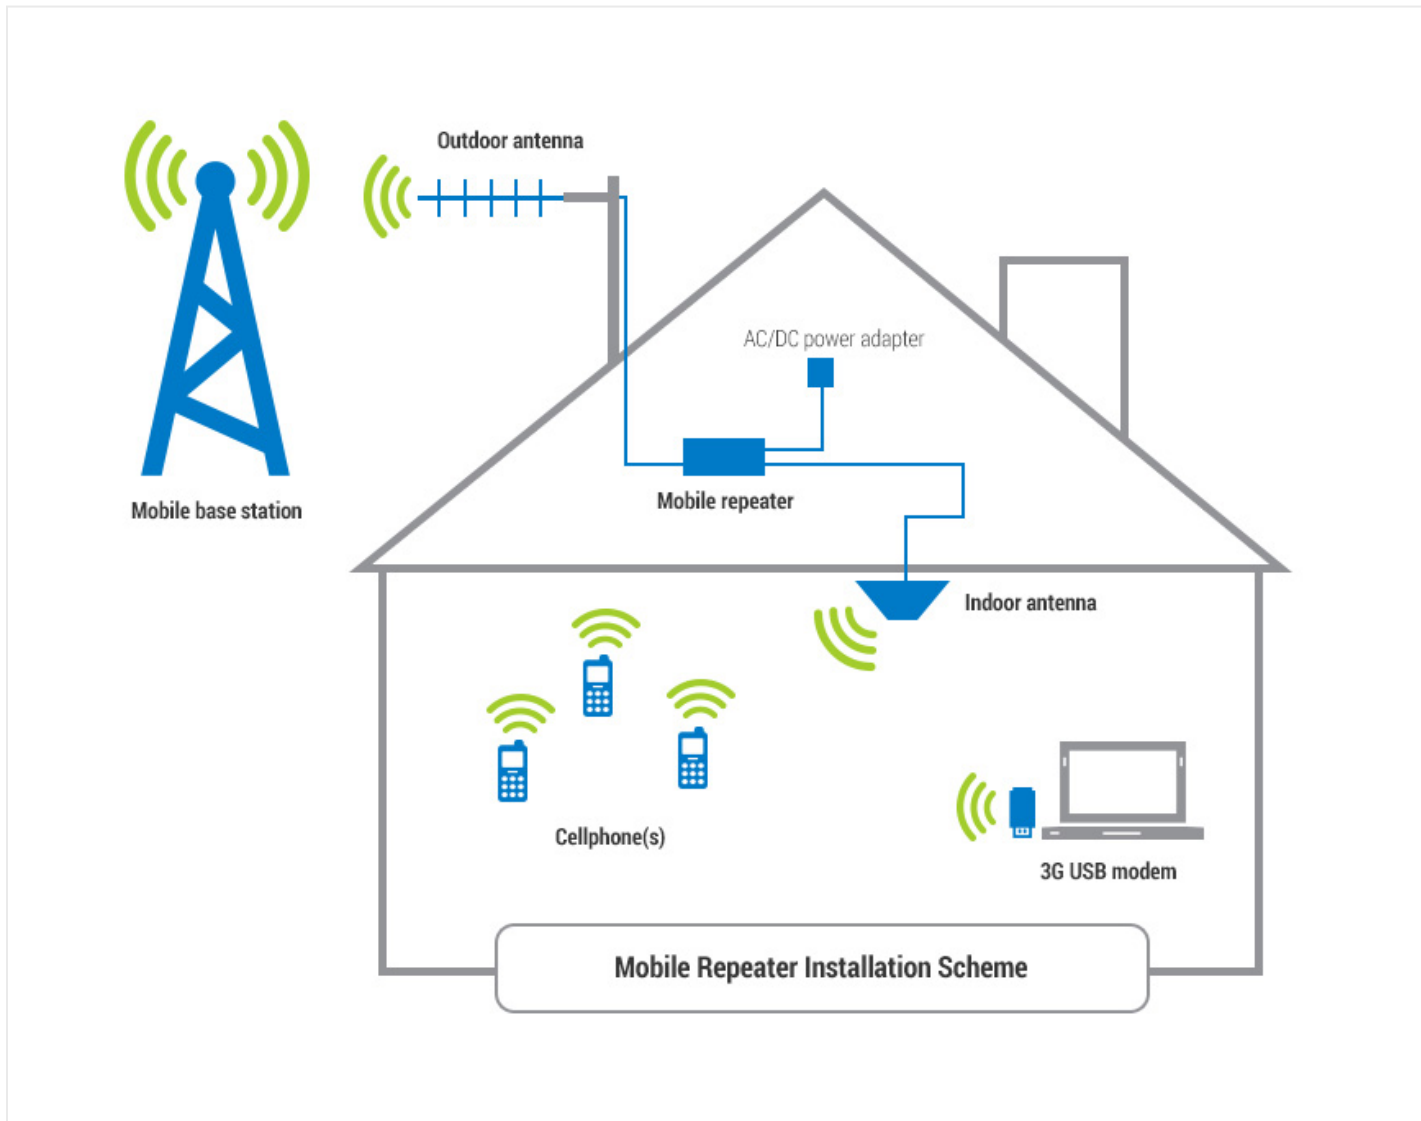 Outdoor antenna
AC/DC power adapter
Mobile repeater
Mobile base station
Indoor antenna
Cellphone(s)
3G USB modem
Mobile Repeater Installation Scheme